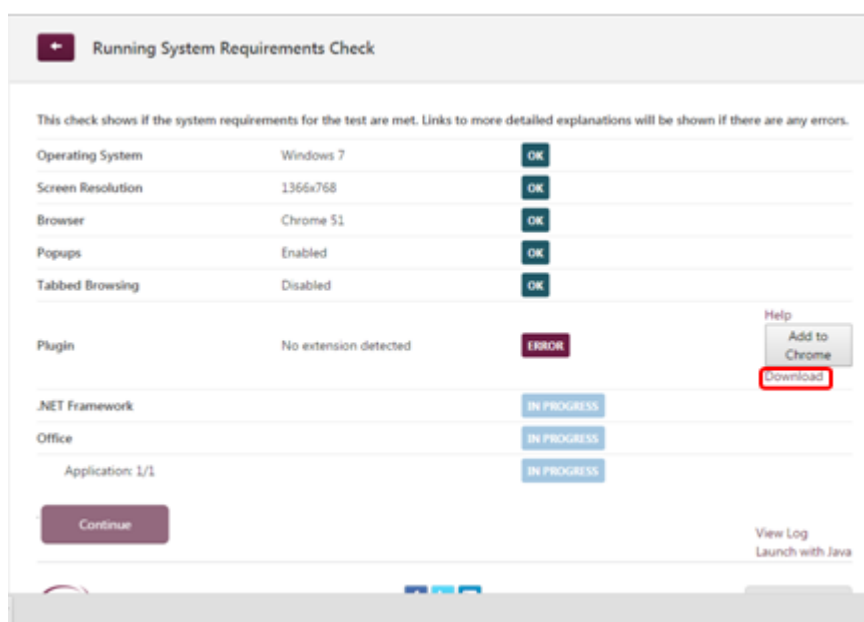 Running System Requirements Check
This check shows if the system requirements for the test are met. Links to more detailed explanations will be shown if there are any errors.
Operating System Windows 7 OK
Screen Resolution 1366x768 OK
Browser Chrome 51 OK
Popups Enabled OK
Tabbed Browsing Disabled OK
Help
Plugin No extension detected ERROR Add to
Chrome
Download
.NET Framework IN PROGRESS
Office IN PROGRESS
Application: 1/1 IN PROGRESS
Continue
View Log
Launch with Java